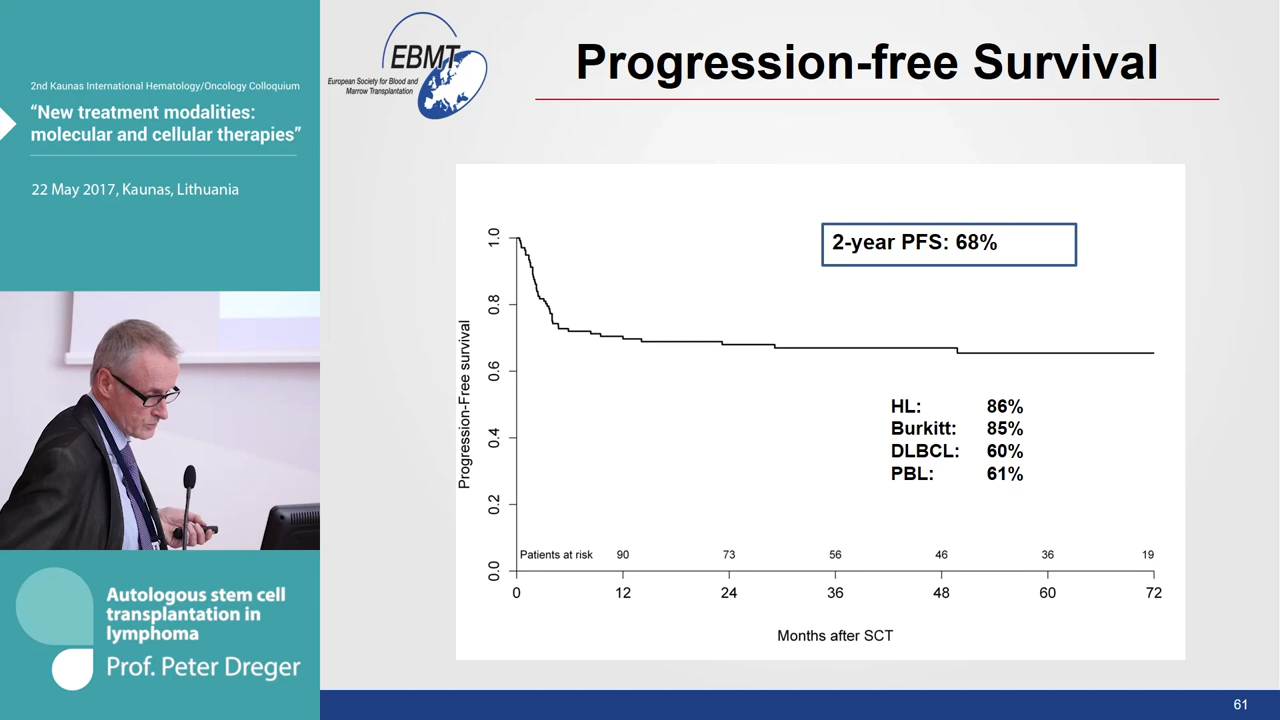 2nd Kaunas International Hematology/Oncology Colloquium
“New treatment modalities:
molecular and cellular therapies”
22 May 2017, Kaunas, Lithuania
Autologous stem cell
transplantation in
lymphoma
Prof. Peter Dreger
EBMT
European Society for Blood and
Marrow Transplantation
Progression-free Survival
2-year PFS: 68%
Progression-Free survival
1.0
0.8
0.6
0.4
0.2
0.0
HL: 86%
Burkitt: 85%
DLBCL: 60%
PBL: 61%
Patients at risk 90 73 56 46 36 19
0 12 24 36 48 60 72
Months after SCT
61